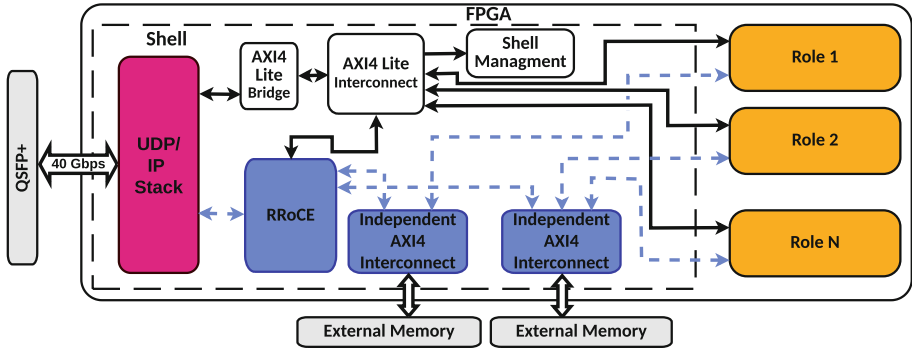 FPGA
Shell
QSFP+
40 Gbps
UDP/
IP
Stack
AXI4
Lite
Bridge
AXI4 Lite
Interconnect
Shell
Managment
RRoCE
Independent
AXI4
Interconnect
Independent
AXI4
Interconnect
Role 1
Role 2
Role N
External Memory
External Memory